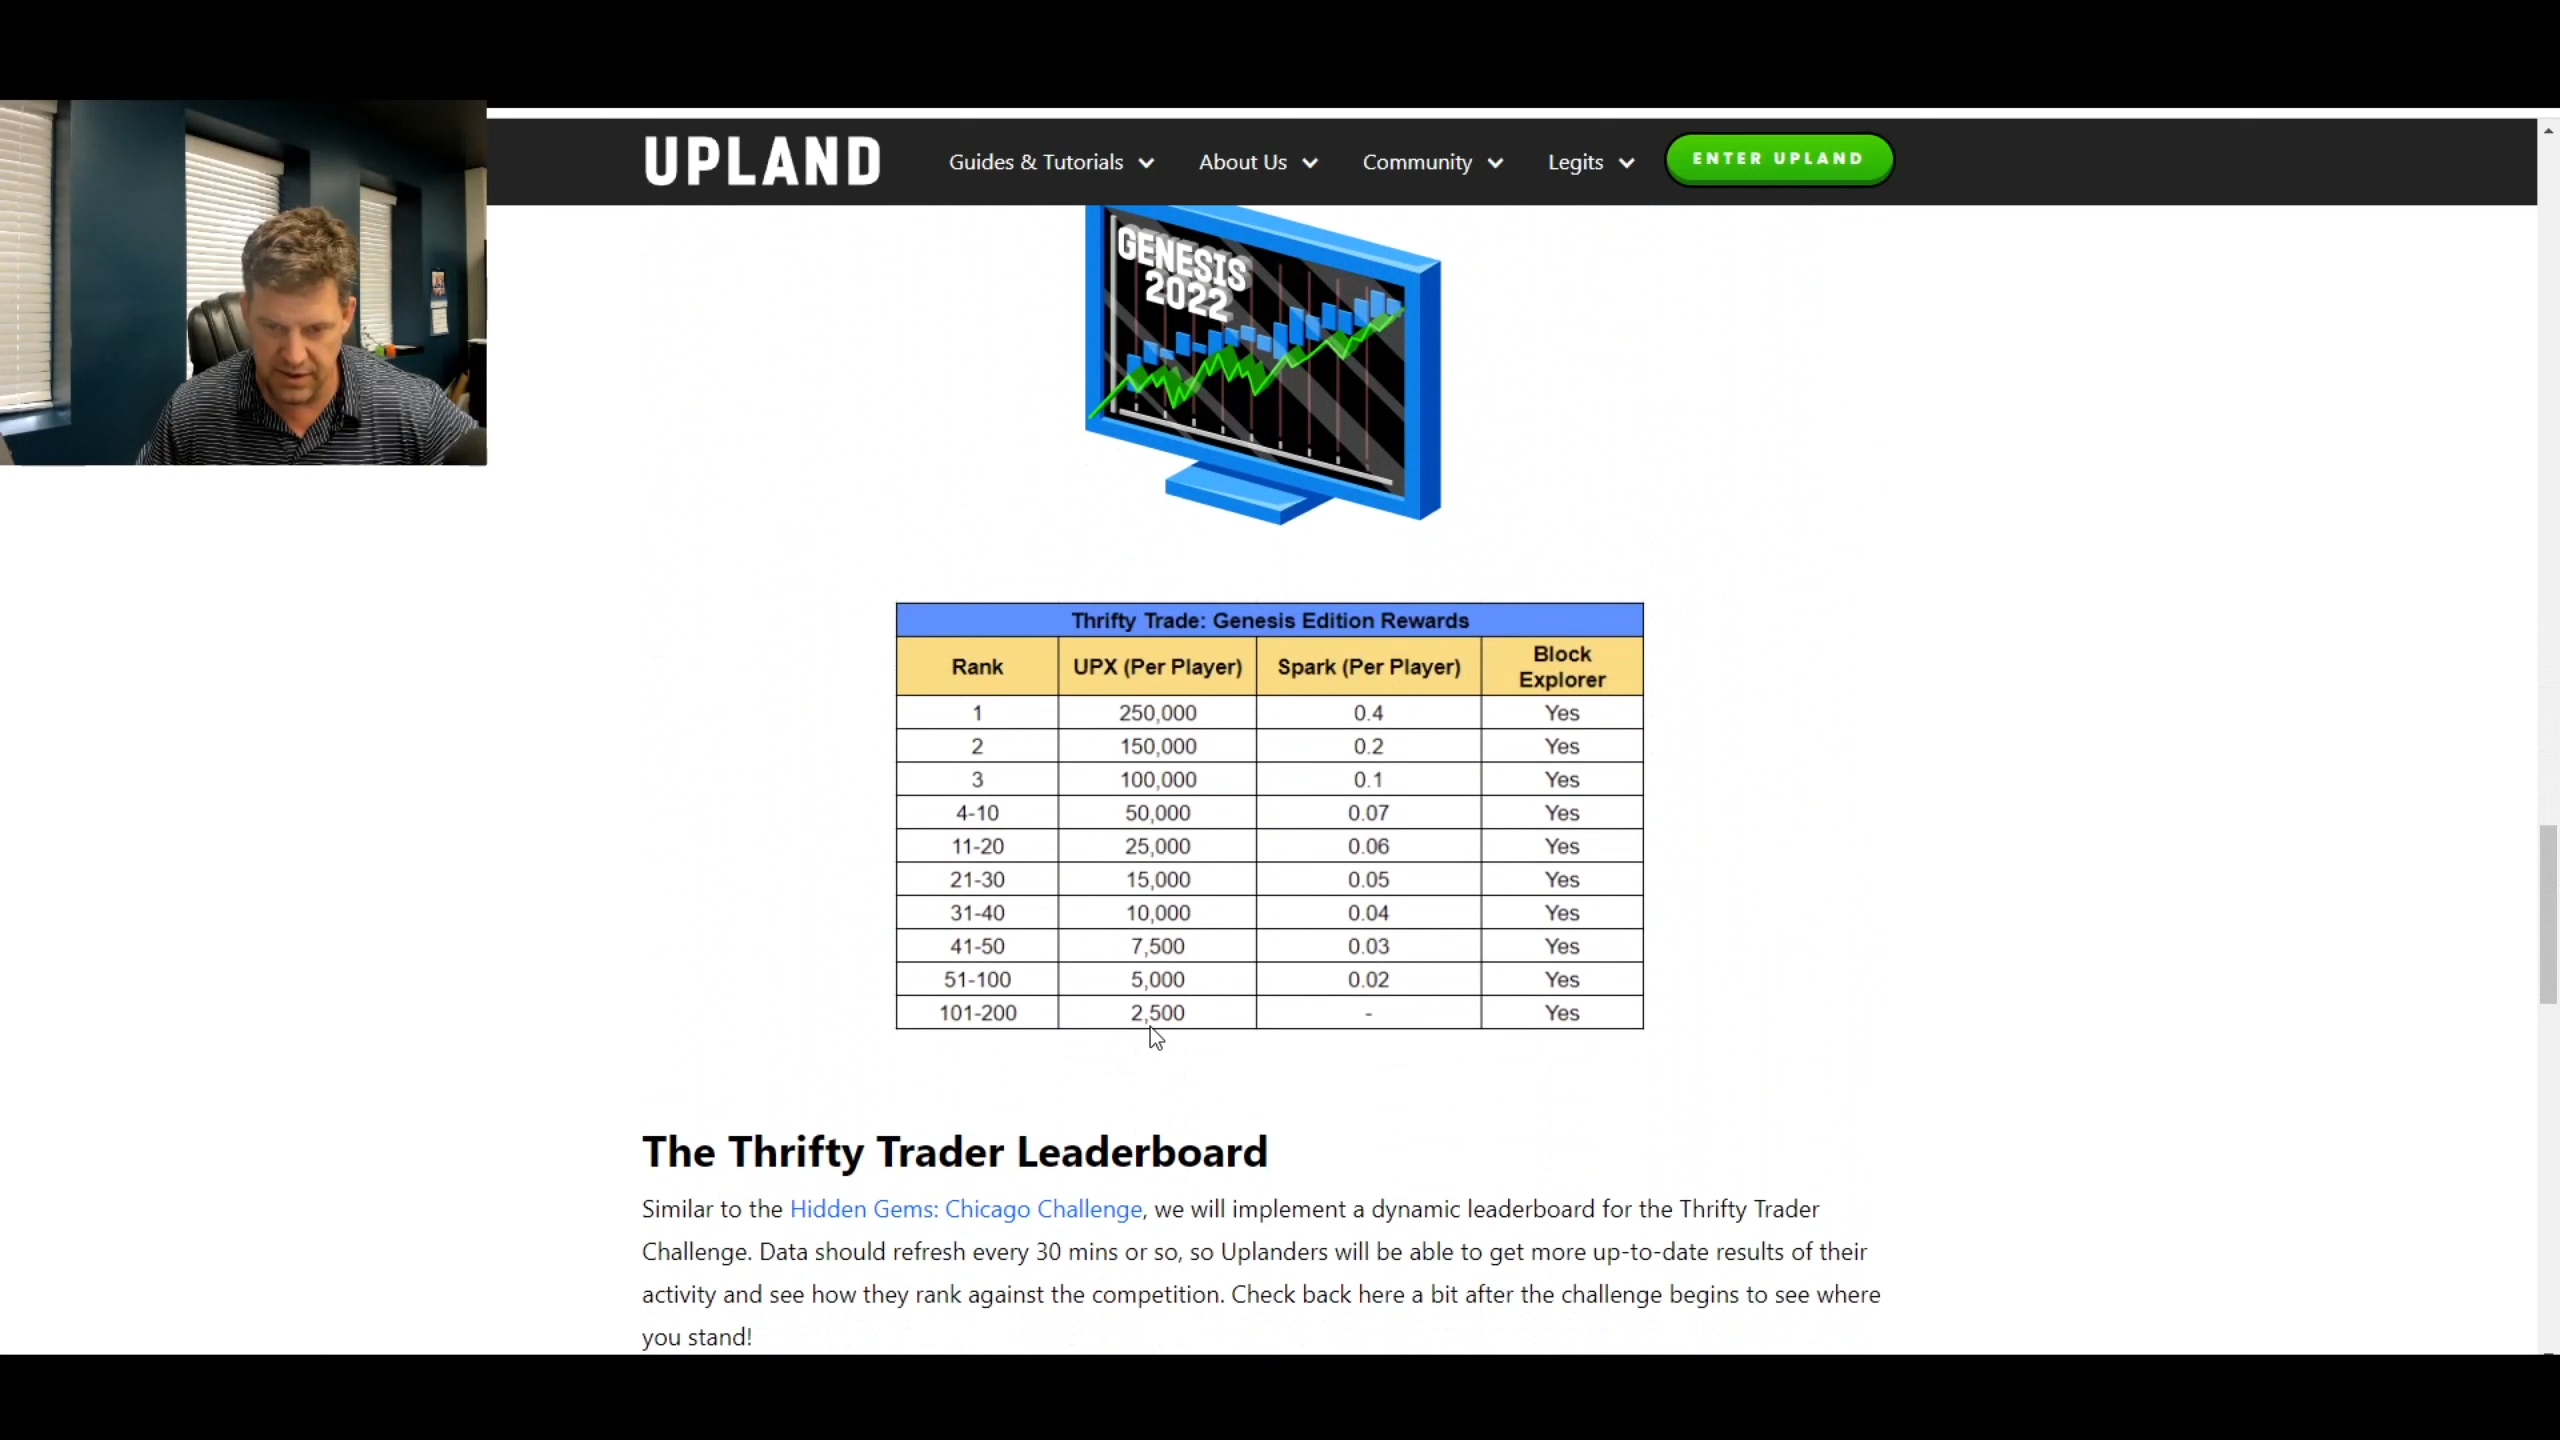 UPLAND
Guides & Tutorials
About Us
Community
Legits
ENTER UPLAND
GENESIS
2022
Thrifty Trade: Genesis Edition Rewards
Rank UPX (Per Player) Spark (Per Player) Block Explorer
1 250,000 0.4 Yes
2 150,000 0.2 Yes
3 100,000 0.1 Yes
4-10 50,000 0.07 Yes
11-20 25,000 0.06 Yes
21-30 15,000 0.05 Yes
31-40 10,000 0.04 Yes
41-50 7,500 0.03 Yes
51-100 5,000 0.02 Yes
101-200 2,500 - Yes
The Thrifty Trader Leaderboard
Similar to the Hidden Gems: Chicago Challenge, we will implement a dynamic leaderboard for the Thrifty Trader
Challenge. Data should refresh every 30 mins or so, so Uplanders will be able to get more up-to-date results of their
activity and see how they rank against the competition. Check back here a bit after the challenge begins to see where
you stand!